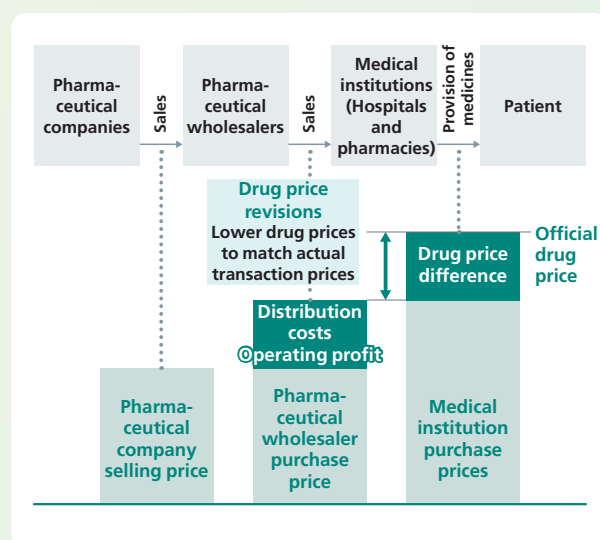 Pharma-
ceutical
companies
Sales
Pharma-
ceutical
wholesalers
Sales
Medical
institutions
(Hospitals
and
pharmacies)
Provision of
medicines
Patient
Drug price
revisions
Lower drug prices
to match actual
transaction prices
Official
drug
price
Drug price
difference
Distribution
costs
Operating profit
Pharma-
ceutical
company
selling price
Pharma-
ceutical
wholesaler
purchase
price
Medical
institution
purchase
prices